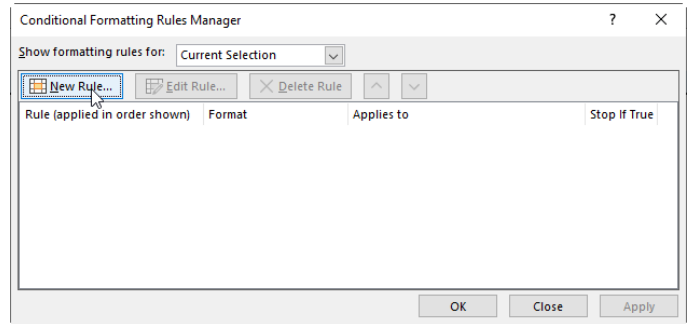 Conditional Formatting Rules Manager ? ×
Show formatting rules for: Current Selection
New Rule... Edit Rule... Delete Rule
Rule (applied in order shown) Format Applies to Stop If True
OK Close Apply